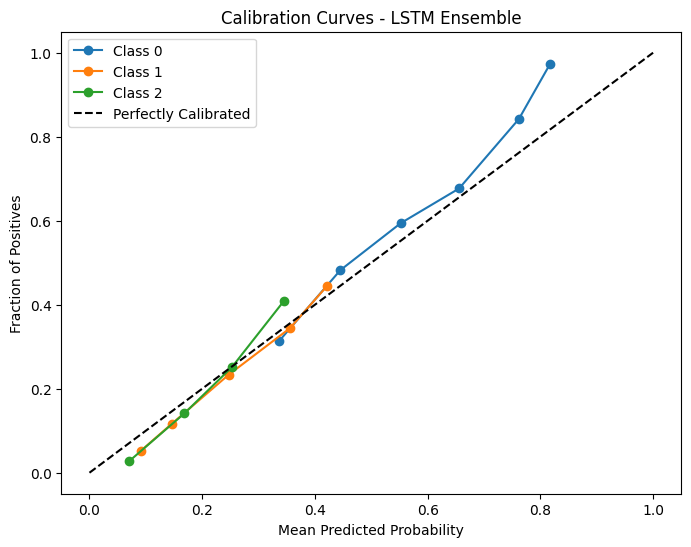 Calibration Curves - LSTM Ensemble
Class 0
Class 1
Class 2
Perfectly Calibrated
1.0
0.8
0.6
0.4
0.2
0.0
Fraction of Positives
0.0 0.2 0.4 0.6 0.8 1.0
Mean Predicted Probability